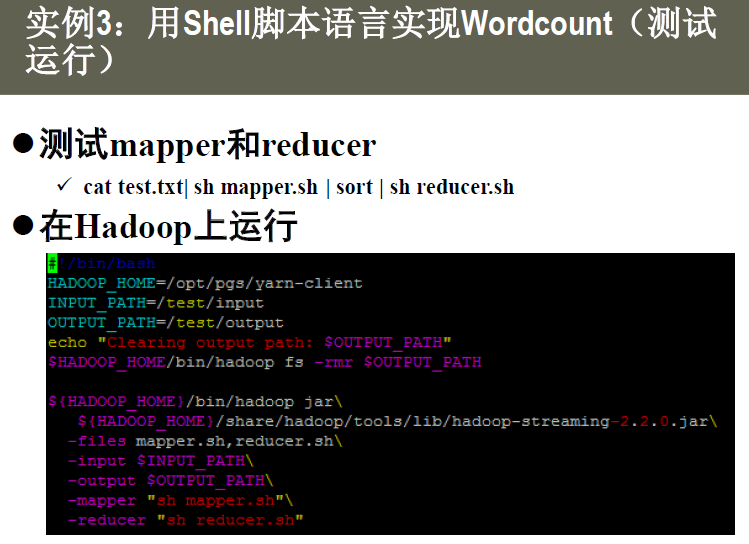 实例3：用Shell脚本语言实现Wordcount（测试
运行）
●测试mapper和reducer
✓ cat test.txt| sh mapper.sh | sort | sh reducer.sh
●在Hadoop上运行
#!/bin/bash
HADOOP_HOME=/opt/pgs/yarn-client
INPUT_PATH=/test/input
OUTPUT_PATH=/test/output
echo "Clearing output path: $OUTPUT_PATH"
$HADOOP_HOME/bin/hadoop fs -rmr $OUTPUT_PATH
${HADOOP_HOME}/bin/hadoop jar\
${HADOOP_HOME}/share/hadoop/tools/lib/hadoop-streaming-2.2.0.jar\
-files mapper.sh,reducer.sh\
-input $INPUT_PATH\
-output $OUTPUT_PATH\
-mapper "sh mapper.sh"\
-reducer "sh reducer.sh"